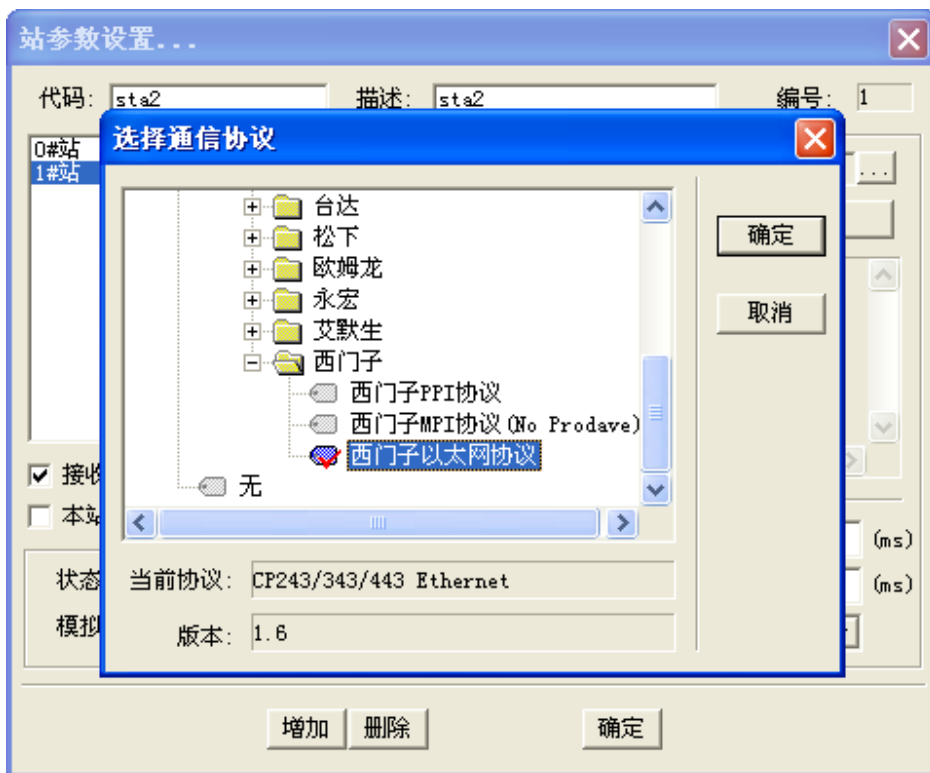 站参数设置...
代码: sta2 描述: sta2 编号: 1
0#站
1#站
...
选择通信协议
台达
松下
欧姆龙
永宏
艾默生
西门子
西门子PPI协议
西门子MPI协议(No Prodave)
西门子以太网协议
无
确定
取消
当前协议: CP243/343/443 Ethernet
版本: 1.6
接收
本站
(ms)
状态
(ms)
模拟
增加 删除 确定